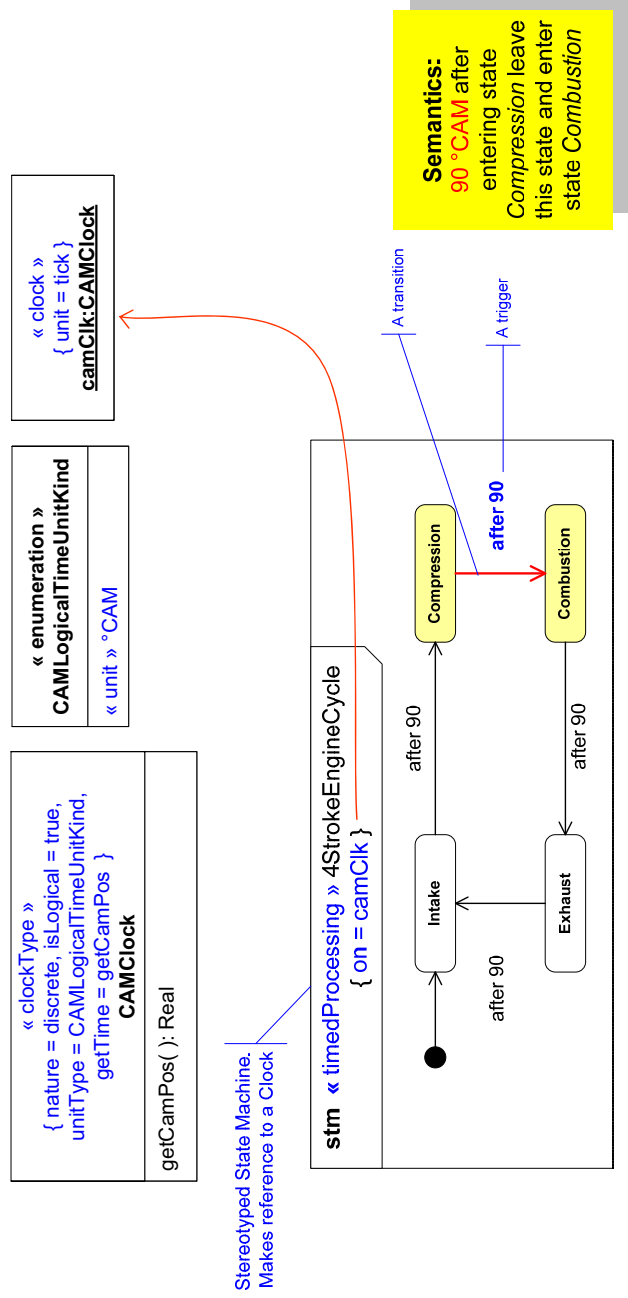 « clockType »
{ nature = discrete, isLogical = true,
unitType = CAMLogicalTimeUnitKind,
getTime = getCamPos }
CAMClock
getCamPos( ): Real
« enumeration »
CAMLogicalTimeUnitKind
« unit » °CAM
« clock »
{ unit = tick }
camClk:CAMClock
Stereotyped State Machine.
Makes reference to a Clock
stm « timedProcessing » 4StrokeEngineCycle
{ on = camClk }
Intake
after 90
Compression
after 90
Combustion
after 90
Exhaust
after 90
A transition
A trigger
Semantics:
90 °CAM after
entering state
Compression leave
this state and enter
state Combustion